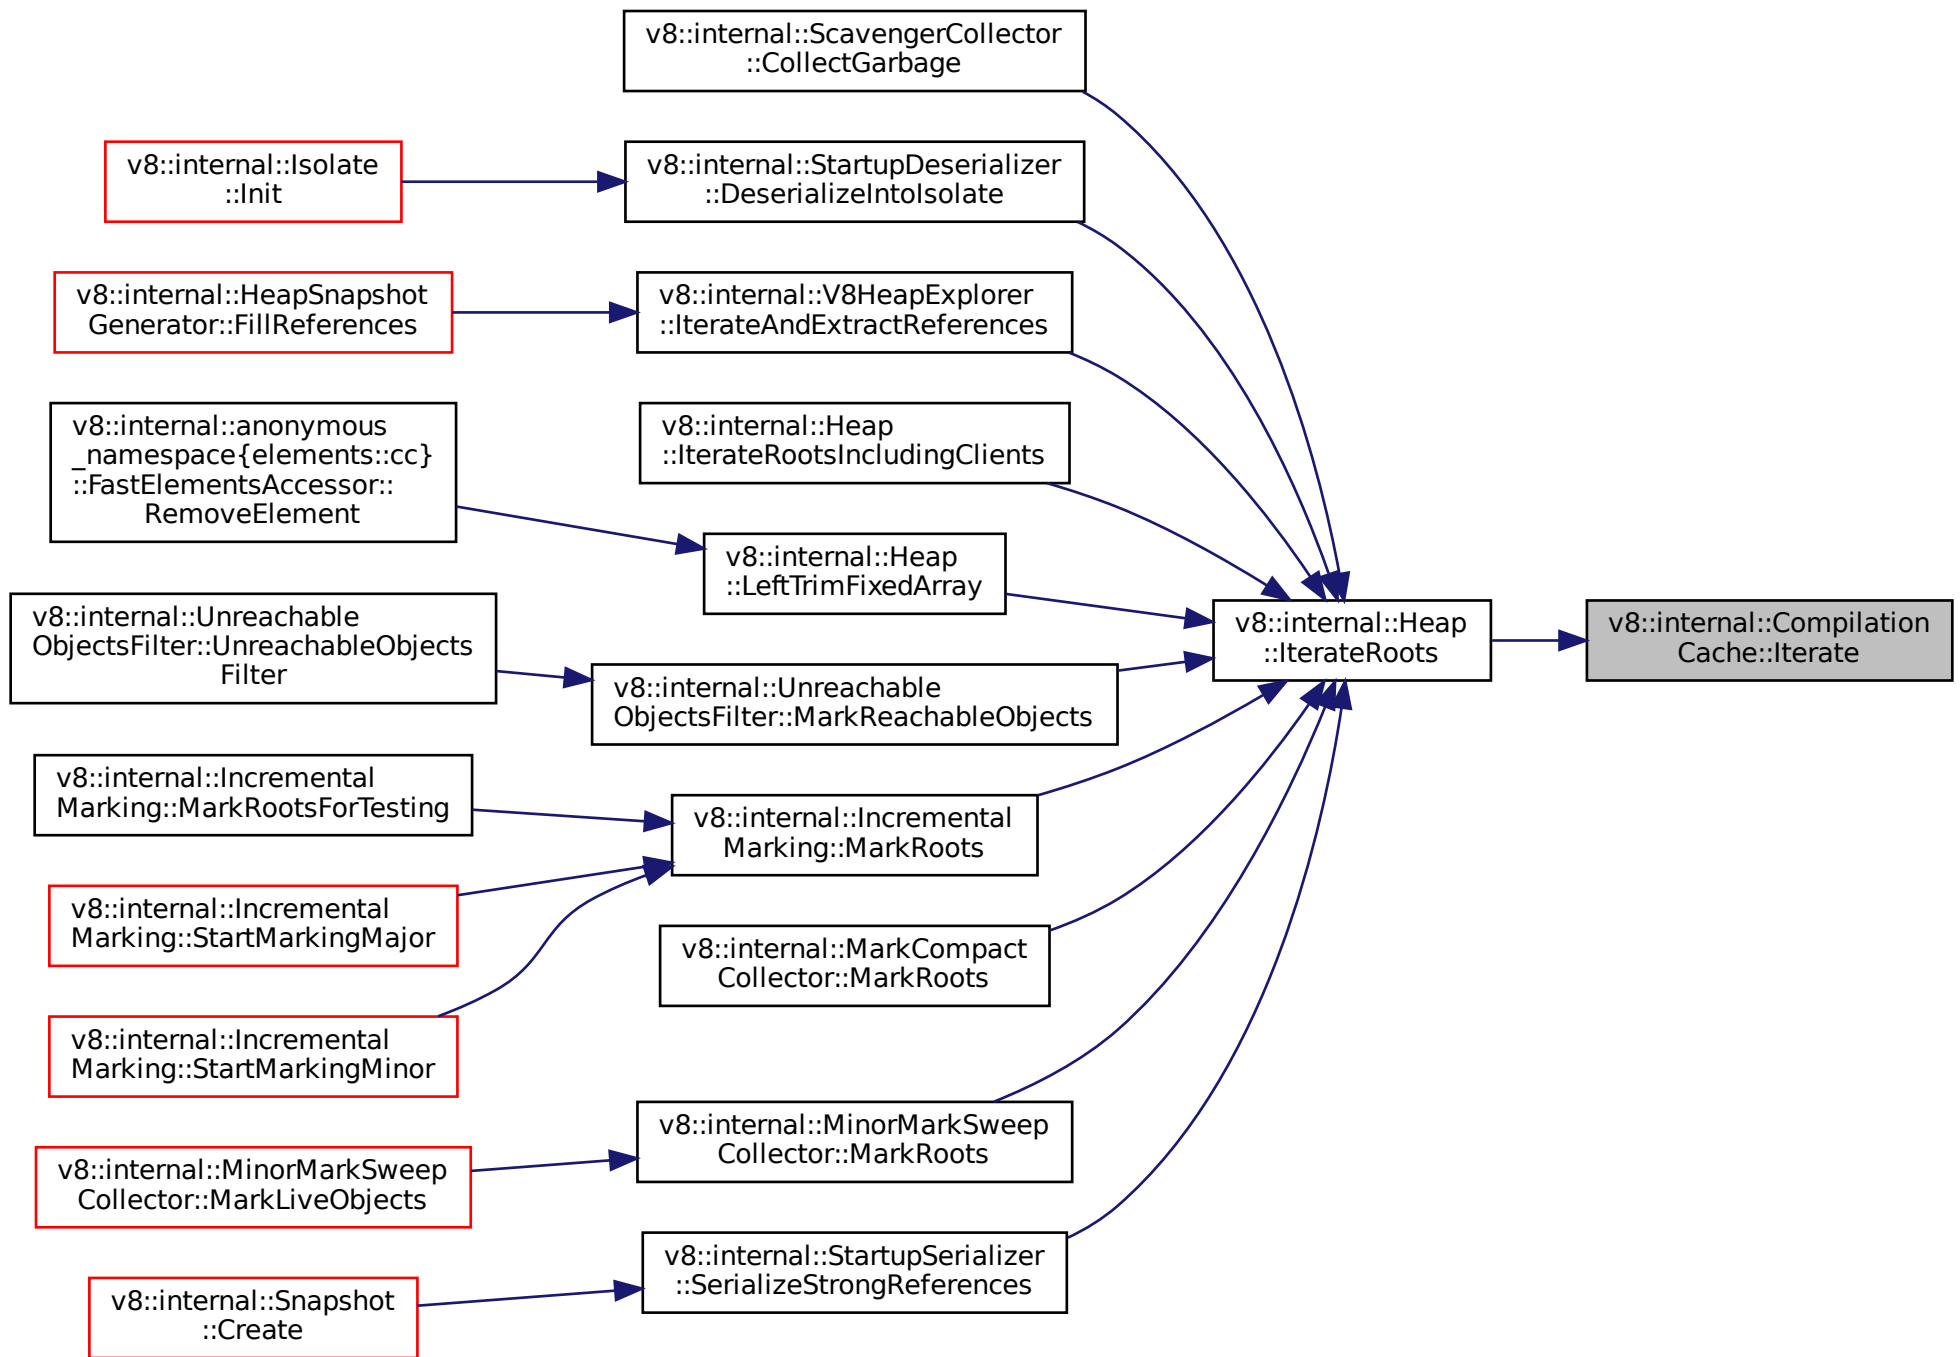 v8::internal::ScavengerCollector
::CollectGarbage
v8::internal::Isolate
::Init
v8::internal::StartupDeserializer
::DeserializeIntoIsolate
v8::internal::HeapSnapshot
Generator::FillReferences
v8::internal::V8HeapExplorer
::IterateAndExtractReferences
v8::internal::anonymous
_namespace{elements::cc}
::FastElementsAccessor::
RemoveElement
v8::internal::Heap
::IterateRootsIncludingClients
v8::internal::Heap
::LeftTrimFixedArray
v8::internal::Unreachable
ObjectsFilter::UnreachableObjects
Filter
v8::internal::Unreachable
ObjectsFilter::MarkReachableObjects
v8::internal::Heap
::IterateRoots
v8::internal::Compilation
Cache::Iterate
v8::internal::Incremental
Marking::MarkRootsForTesting
v8::internal::Incremental
Marking::MarkRoots
v8::internal::Incremental
Marking::StartMarkingMajor
v8::internal::MarkCompact
Collector::MarkRoots
v8::internal::Incremental
Marking::StartMarkingMinor
v8::internal::MinorMarkSweep
Collector::MarkRoots
v8::internal::MinorMarkSweep
Collector::MarkLiveObjects
v8::internal::StartupSerializer
::SerializeStrongReferences
v8::internal::Snapshot
::Create